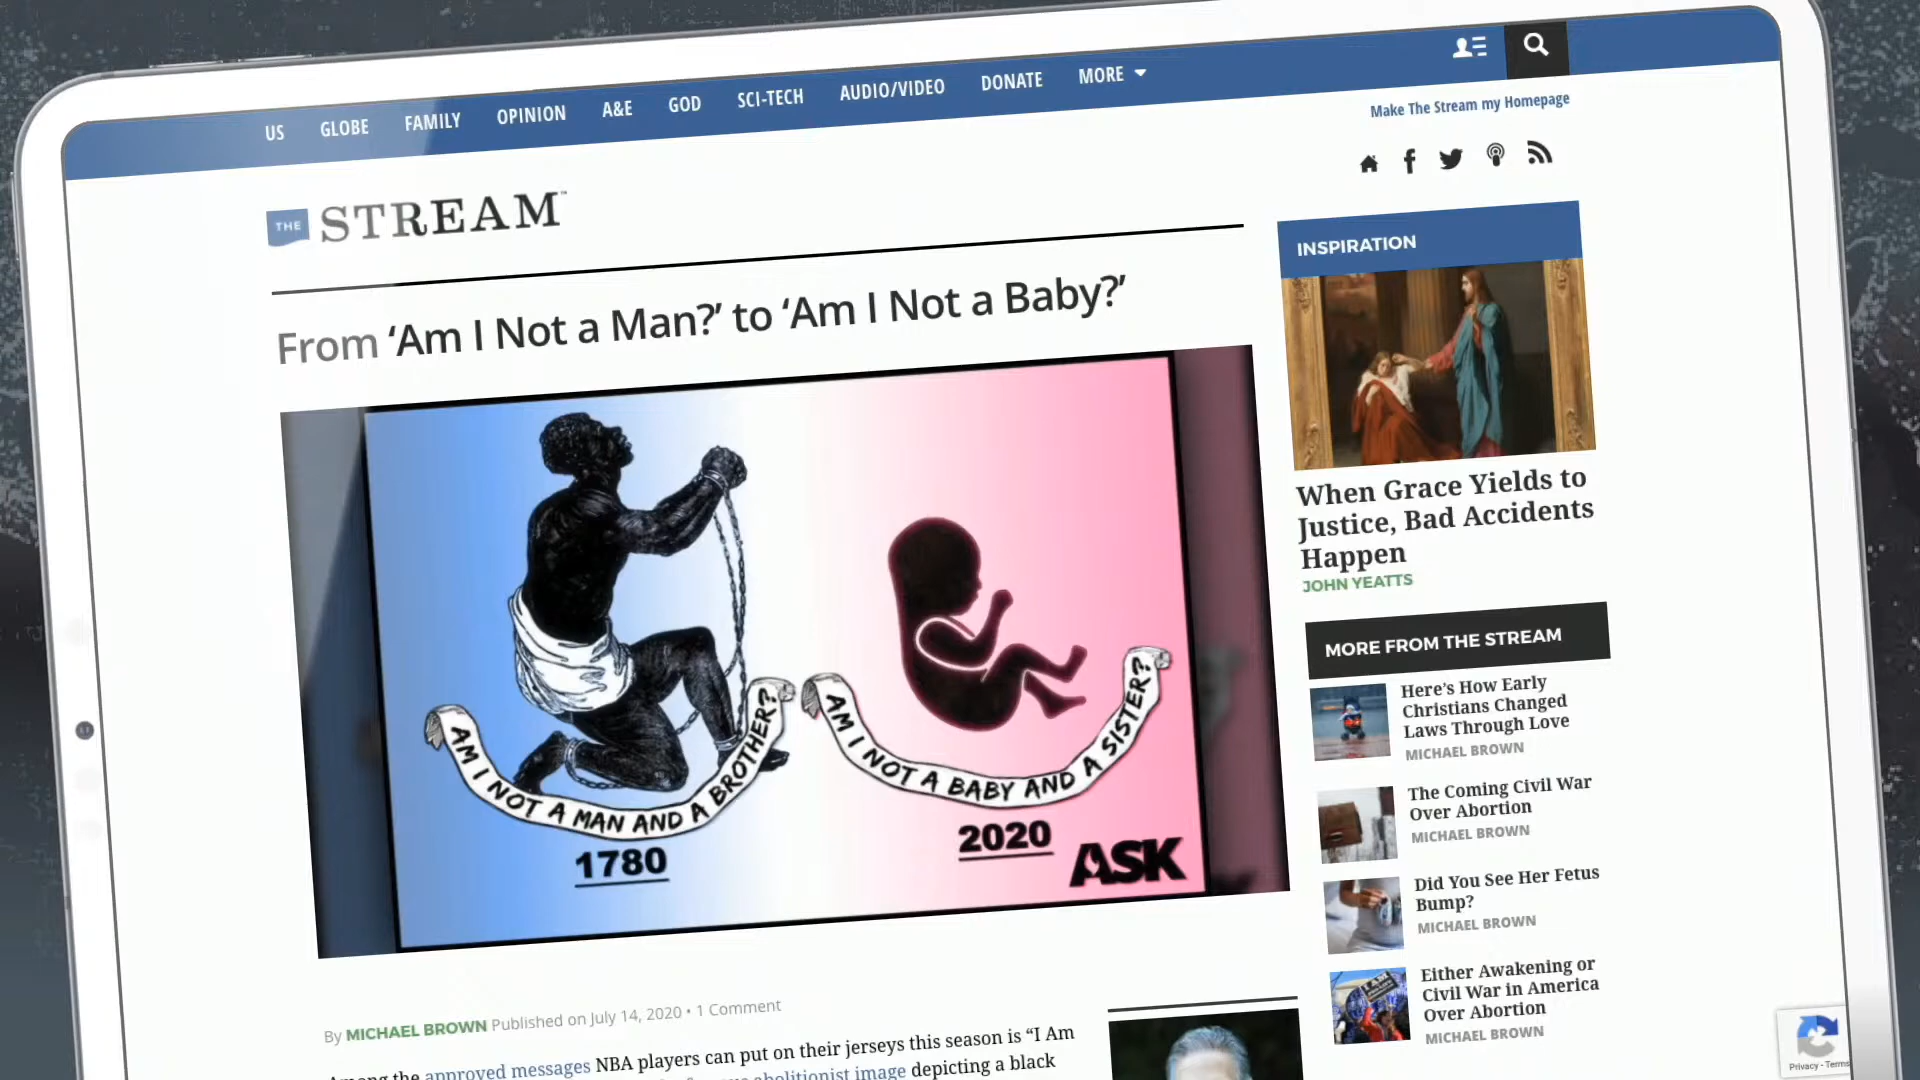 US GLOBE FAMILY OPINION A&E GOD SCI-TECH AUDIO/VIDEO DONATE MORE
Make The Stream my Homepage
THE STREAM™
From ‘Am I Not a Man?’ to ‘Am I Not a Baby?’
AM I NOT A MAN AND A BROTHER?
1780
AM I NOT A BABY AND A SISTER?
2020
ASK
By MICHAEL BROWN Published on July 14, 2020 • 1 Comment
Among the approved messages NBA players can put on their jerseys this season is “I Am
abolitionist image depicting a black
INSPIRATION
When Grace Yields to
Justice, Bad Accidents
Happen
JOHN YEATTS
MORE FROM THE STREAM
Here’s How Early
Christians Changed
Laws Through Love
MICHAEL BROWN
The Coming Civil War
Over Abortion
MICHAEL BROWN
Did You See Her Fetus
Bump?
MICHAEL BROWN
Either Awakening or
Civil War in America
Over Abortion
MICHAEL BROWN
Privacy - Terms